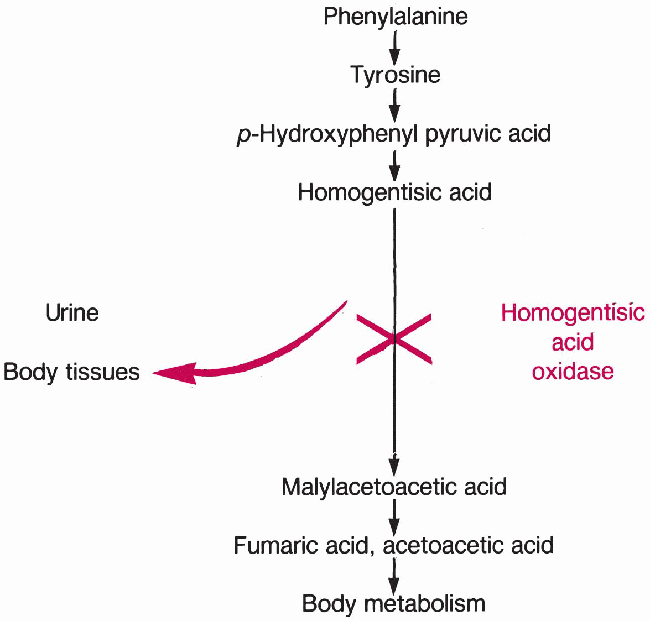 Phenylalanine
Tyrosine
p-Hydroxyphenyl pyruvic acid
Homogentisic acid
Urine
Body tissues
Homogentisic
acid
oxidase
Malylacetoacetic acid
Fumaric acid, acetoacetic acid
Body metabolism